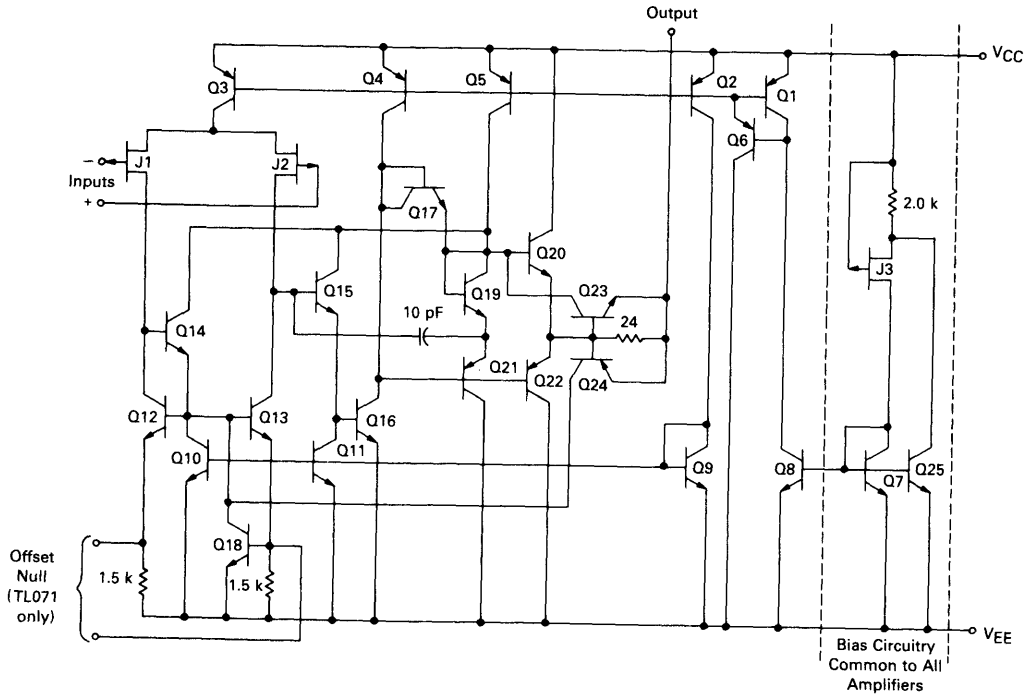 Output
VCC
Q3
Q4
Q5
Q2
Q1
Q6
−
J1
J2
Inputs
+
Q17
2.0 k
J3
Q20
Q15
Q19
Q23
10 pF
24
Q14
Q21
Q22
Q24
Q12
Q13
Q16
Q10
Q11
Q9
Q8
Q7
Q25
Q18
Offset
Null
(TL071
only)
1.5 k
1.5 k
VEE
Bias Circuitry
Common to All
Amplifiers